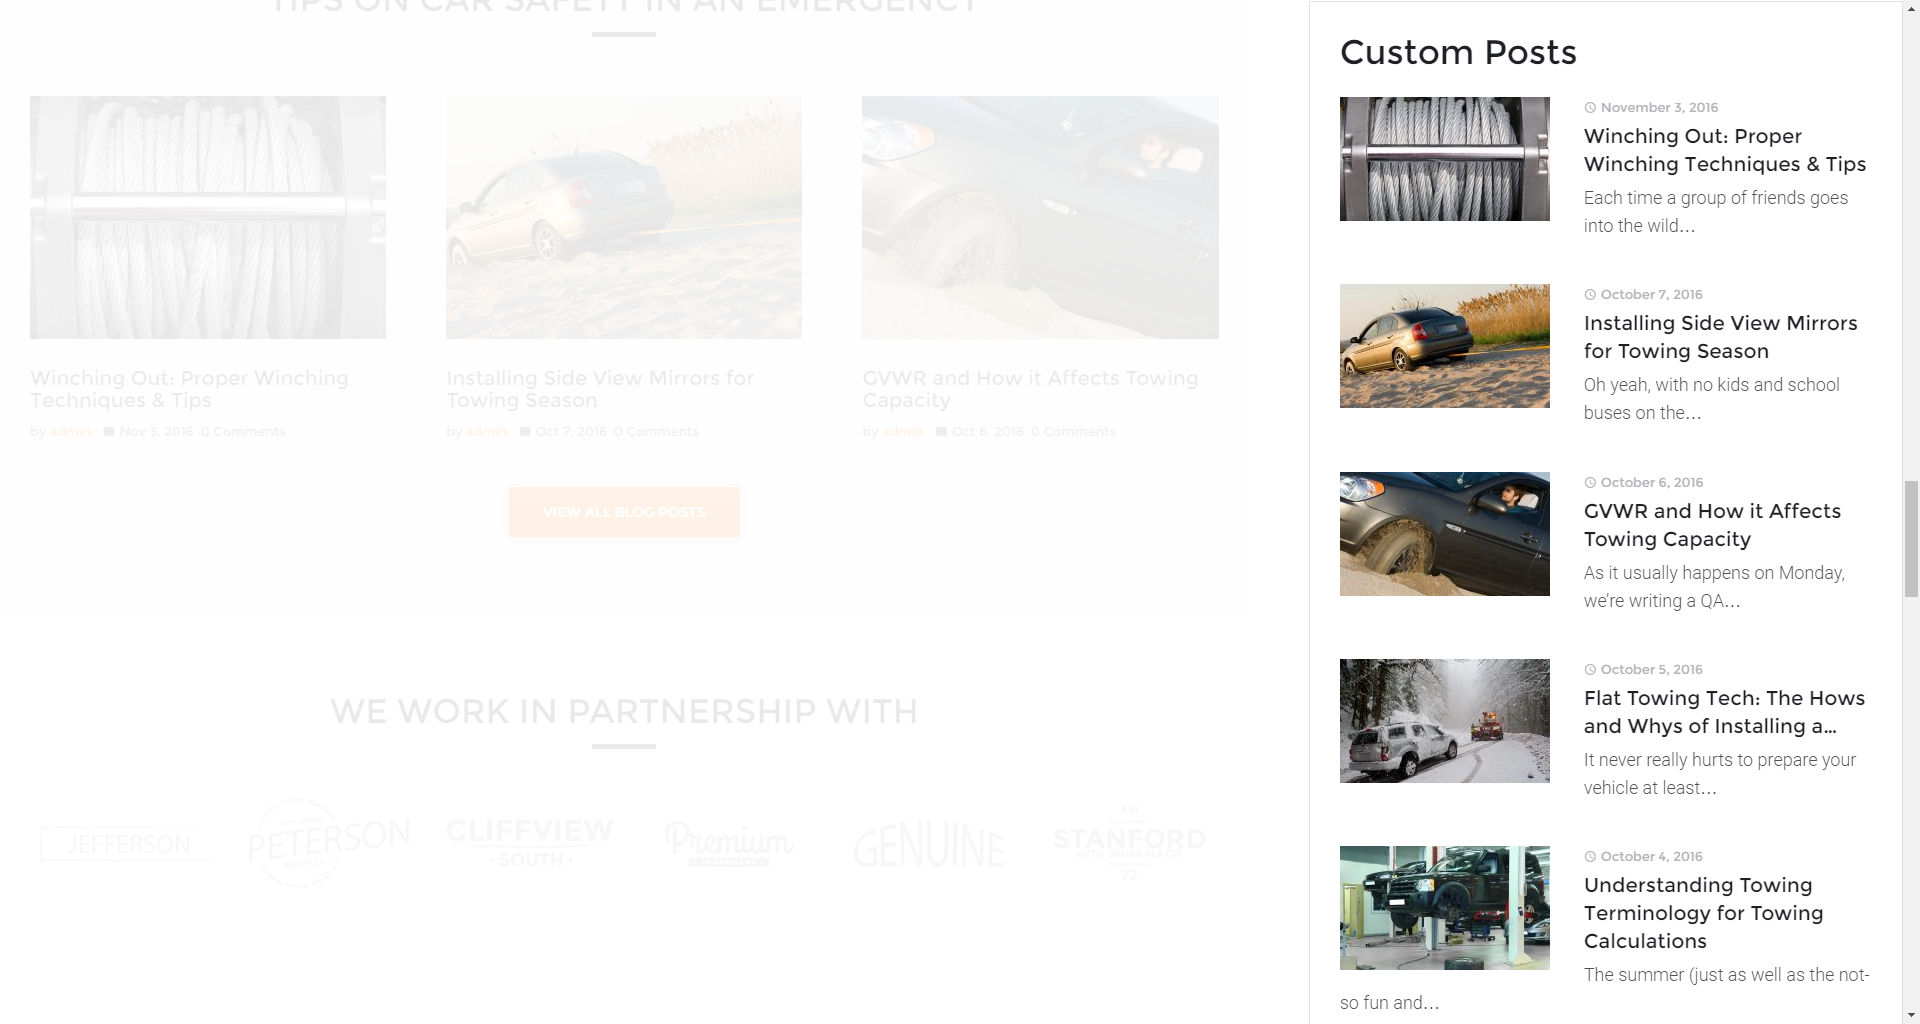 TIPS ON CAR SAFETY IN AN EMERGENCY
Winching Out: Proper Winching
Techniques & Tips
by admin · Nov 3, 2016 · 0 Comments
Installing Side View Mirrors for
Towing Season
by admin · Oct 7, 2016 · 0 Comments
GVWR and How it Affects Towing
Capacity
by admin · Oct 6, 2016 · 0 Comments
VIEW ALL BLOG POSTS
WE WORK IN PARTNERSHIP WITH
JEFFERSON
PETERSON
CLIFFVIEW
· SOUTH ·
Premium
GENUINE
STANFORD
AUTO GENERALS CO.
72
Custom Posts
November 3, 2016
Winching Out: Proper
Winching Techniques & Tips
Each time a group of friends goes
into the wild…
October 7, 2016
Installing Side View Mirrors
for Towing Season
Oh yeah, with no kids and school
buses on the…
October 6, 2016
GVWR and How it Affects
Towing Capacity
As it usually happens on Monday,
we’re writing a QA…
October 5, 2016
Flat Towing Tech: The Hows
and Whys of Installing a…
It never really hurts to prepare your
vehicle at least…
October 4, 2016
Understanding Towing
Terminology for Towing
Calculations
The summer (just as well as the not-
so fun and…